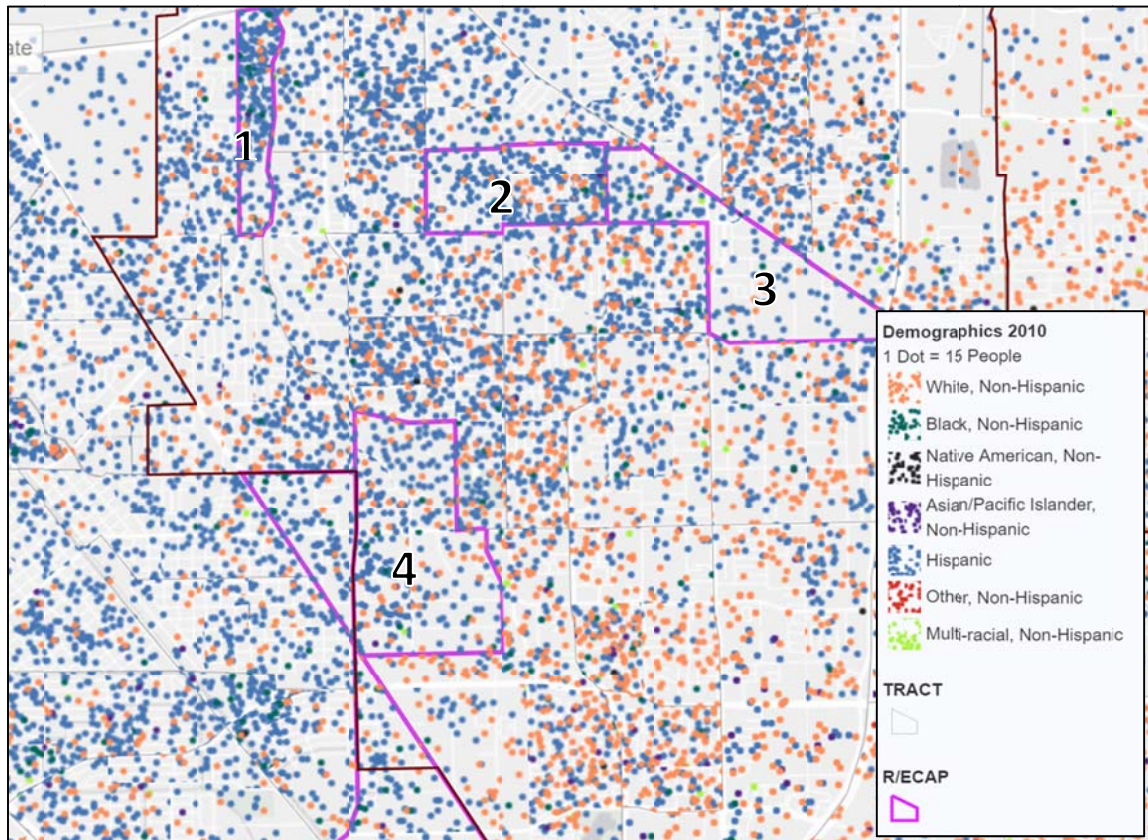 ate
1
2
3
4
Demographics 2010
1 Dot = 15 People
White, Non-Hispanic
Black, Non-Hispanic
Native American, Non-
Hispanic
Asian/Pacific Islander,
Non-Hispanic
Hispanic
Other, Non-Hispanic
Multi-racial, Non-Hispanic
TRACT
R/ECAP